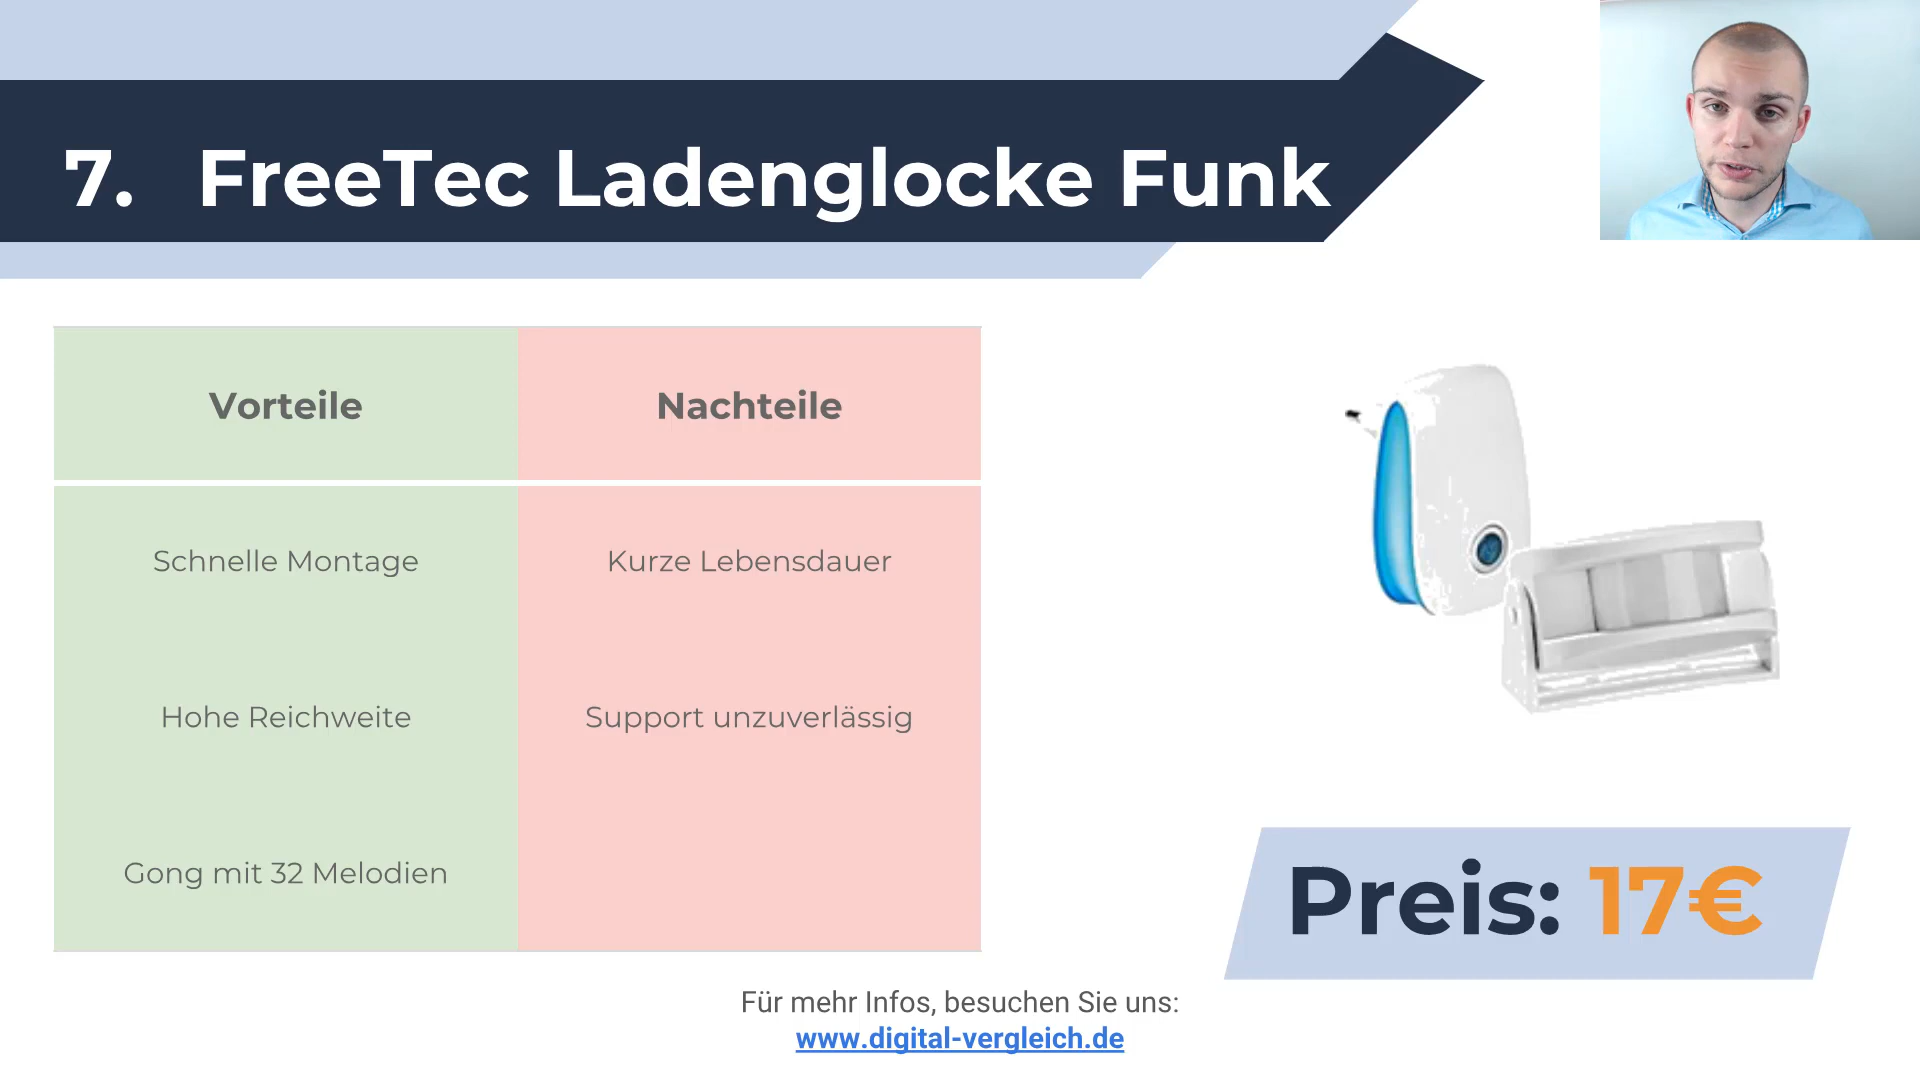 7. FreeTec Ladenglocke Funk
Vorteile
Nachteile
Schnelle Montage
Kurze Lebensdauer
Hohe Reichweite
Support unzuverlässig
Gong mit 32 Melodien
Preis: 17€
Für mehr Infos, besuchen Sie uns:
www.digital-vergleich.de